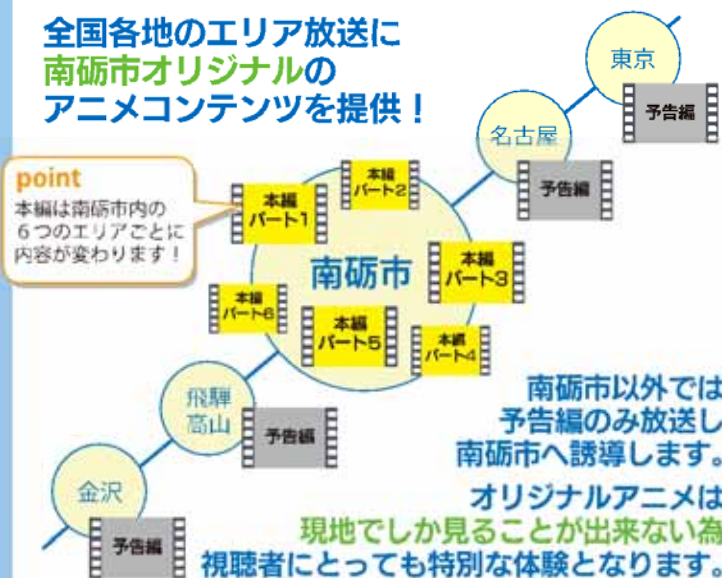 全国各地のエリア放送に
南砺市オリジナルの
アニメコンテンツを提供！
東京
予告編
名古屋
予告編
point
本編は南砺市内の
6つのエリアごとに
内容が変わります！
本編
パート1
本編
パート2
南砺市
本編
パート3
本編
パート6
本編
パート5
本編
パート4
飛騨
高山
予告編
金沢
予告編
南砺市以外では
予告編のみ放送し
南砺市へ誘導します。
オリジナルアニメは
現地でしか見ることが出来ない為
視聴者にとっても特別な体験となります。